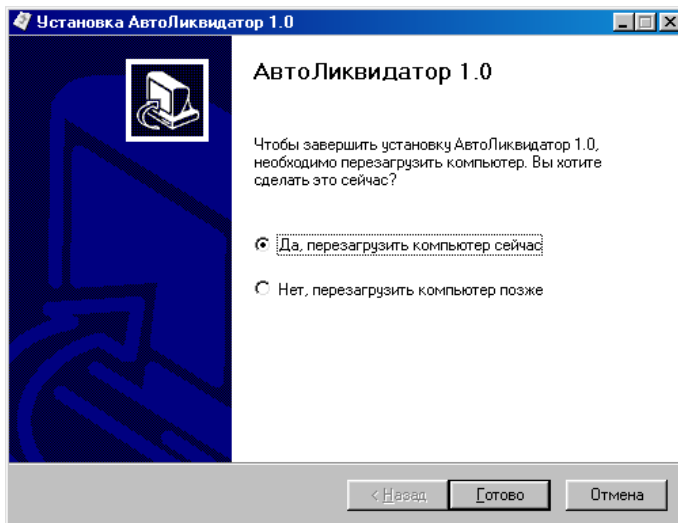 Установка АвтоЛиквидатор 1.0
АвтоЛиквидатор 1.0
Чтобы завершить установку АвтоЛиквидатор 1.0,
необходимо перезагрузить компьютер. Вы хотите
сделать это сейчас?
Да, перезагрузить компьютер сейчас
Нет, перезагрузить компьютер позже
< Назад
Готово
Отмена